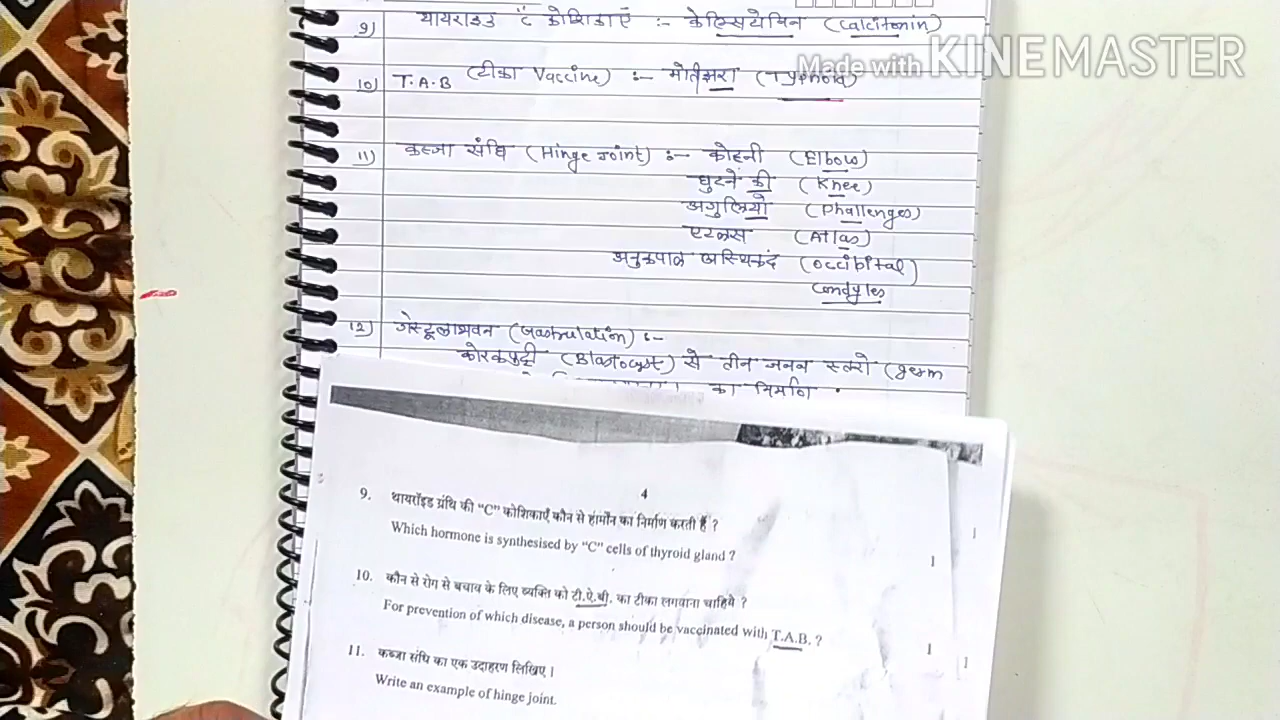 9) थायराइड "c" कोशिकाएं :- केल्सिटोनिन (Calcitonin)
Made with KINEMASTER
10) T.A.B (टीका Vaccine) :- मोतीझरा (Typhoid)
11) कब्जा संधि (Hinge Joint) :- कोहनी (Elbow)
घुटने की (Knee)
अगुलियो (Phallenges)
एटलस (Atlas)
अनुकपाल अस्थिकंद (Occibital)
Condyles
12) गेस्ट्रूलाभवन (Gastrulation) :-
कोरकपुटी (Blastocyst) से तीन जनन स्तरो (germ
का निर्माण .
4
9. थायरॉइड ग्रंथि की "C" कोशिकाएँ कौन से हार्मोन का निर्माण करती हैं ?
Which hormone is synthesised by "C" cells of thyroid gland ? 1
10. कौन से रोग से बचाव के लिए व्यक्ति को टी.ऐ.बी. का टीका लगवाना चाहिये ?
For prevention of which disease, a person should be vaccinated with T.A.B. ? 1
11. कब्जा संधि का एक उदाहरण लिखिए ।
Write an example of hinge joint.